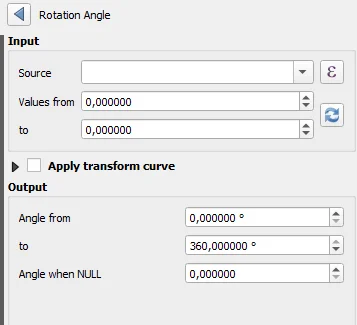 Rotation Angle
Input
Source
ε
Values from 0,000000
to 0,000000
Apply transform curve
Output
Angle from 0,000000 °
to 360,000000 °
Angle when NULL 0,000000